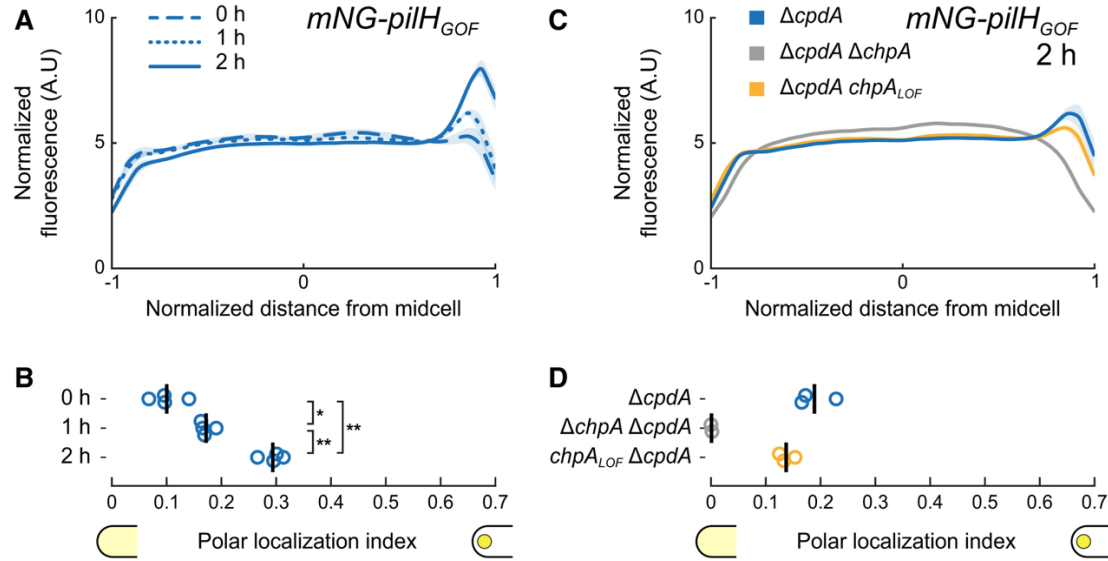 A
mNG-pilH_GOF
0 h
1 h
2 h
10
5
0
Normalized
fluorescence (A.U)
-1
0
1
Normalized distance from midcell
C
mNG-pilH_GOF
2 h
ΔcpdA
ΔcpdA ΔchpA
ΔcpdA chpA_LOF
10
5
0
Normalized
fluorescence (A.U)
-1
0
1
Normalized distance from midcell
B
0 h
1 h
2 h
*
**
**
0 0.1 0.2 0.3 0.4 0.5 0.6 0.7
Polar localization index
D
ΔcpdA
ΔchpA ΔcpdA
chpA_LOF ΔcpdA
0 0.1 0.2 0.3 0.4 0.5 0.6 0.7
Polar localization index